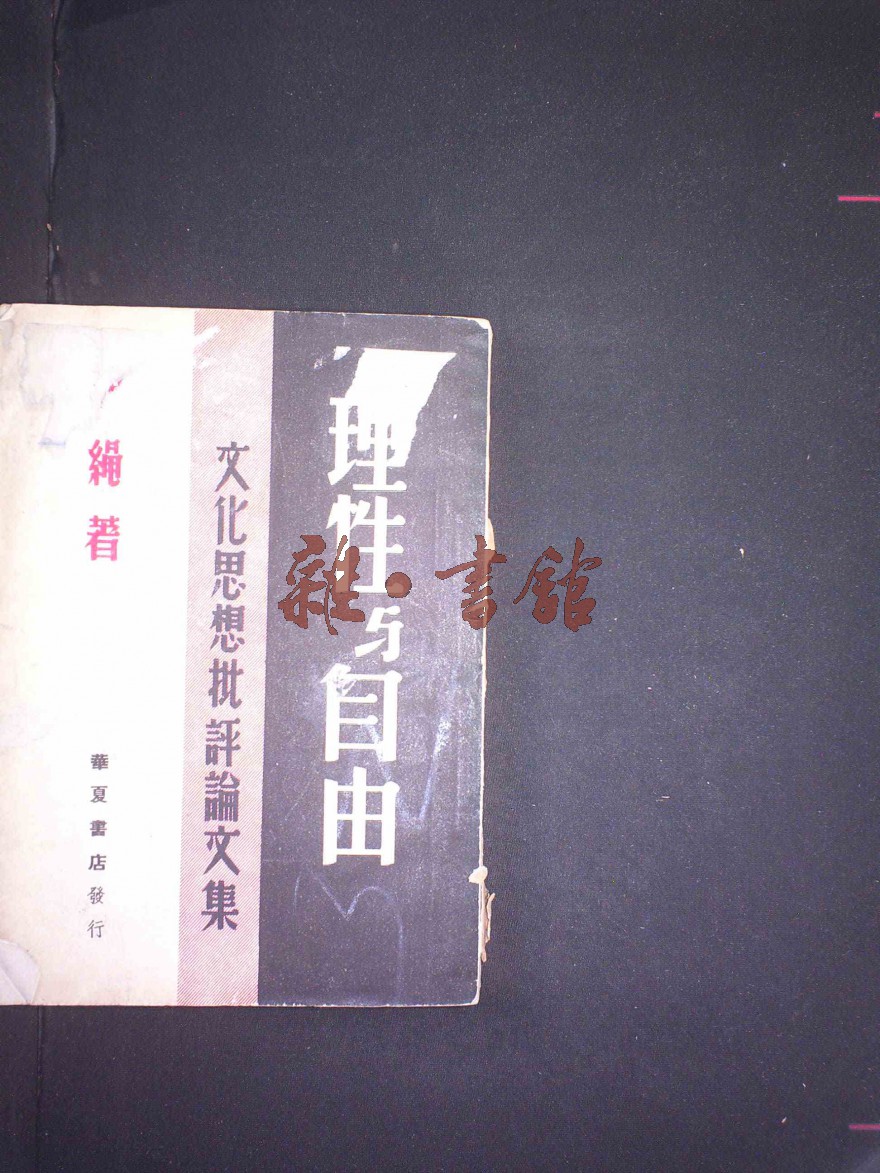 理性与自由
文化思想批評論文集
繩著
華夏書店發行
雜·書館